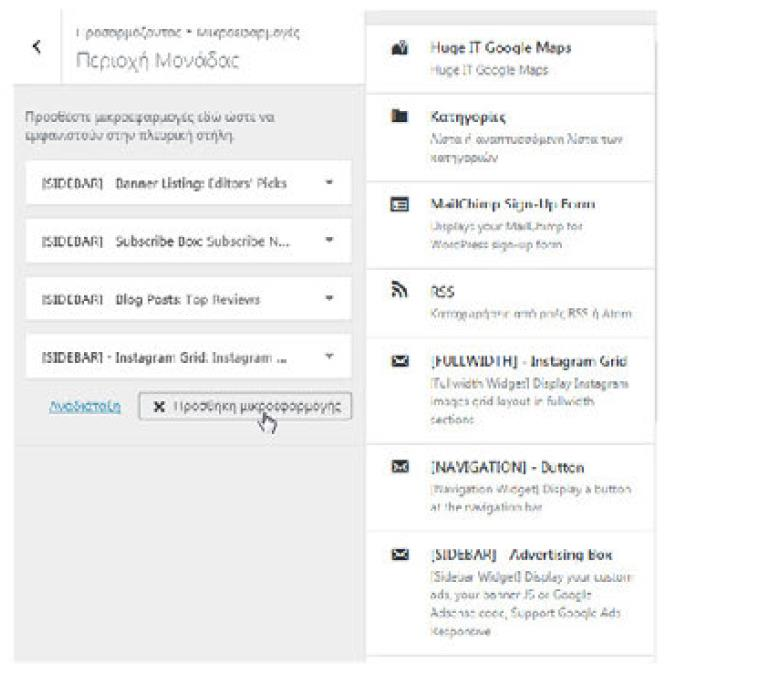 Προσαρμόζοντας • Μικροεφαρμογές
Περιοχή Μονάδας
Προσθέστε μικροεφαρμογές εδώ ώστε να
εμφανιστούν στην πλευρική στήλη.
[SIDEBAR] Banner Listing: Editors' Picks
[SIDEBAR] Subscribe Box: Subscribe N...
[SIDEBAR] Blog Posts: Top Reviews
[SIDEBAR] - Instagram Grid: Instagram ...
Αναδιάταξη
Προσθήκη μικροεφαρμογής
Huge IT Google Maps
Huge IT Google Maps
Κατηγορίες
Λίστα ή αναπτυσσόμενη λίστα των
κατηγοριών
MailChimp Sign-Up Form
Displays your MailChimp for
WordPress sign-up form
RSS
Καταχωρήσεις από ροές RSS ή Atom
[FULLWIDTH] - Instagram Grid
[Fullwidth Widget] Display Instagram
images grid layout in fullwidth
sections
[NAVIGATION] - Button
[Navigation Widget] Display a button
at the navigation bar
[SIDEBAR] Advertising Box
[Sidebar Widget] Display your custom
ads, your banner JS or Google
Adsense code, Support Google Ads
Responsive